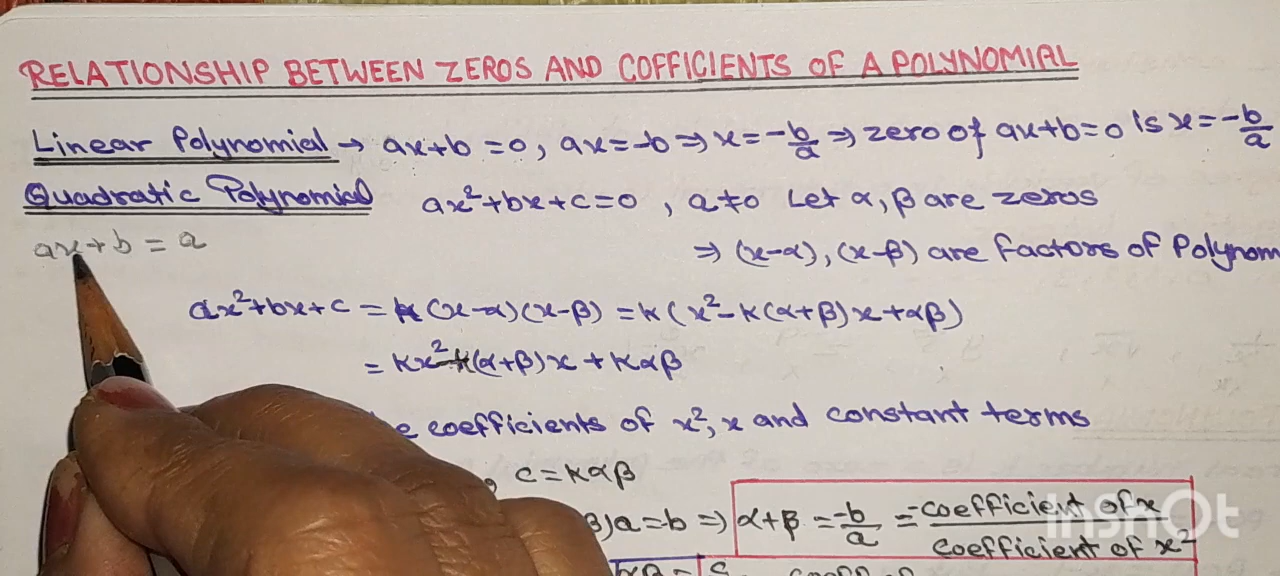 RELATIONSHIP BETWEEN ZEROS AND COFFICIENTS OF A POLYNOMIAL
Linear Polynomial → ax+b=0, ax=-b ⇒ x=-b/a ⇒ zero of ax+b=0 is x=-b/a
Quadratic Polynomial ax²+bx+c=0, a≠0 Let α, β are zeros
ax+b = a ⇒ (x-α), (x-β) are factors of Polynom
ax²+bx+c = k(x-α)(x-β) = k(x²-k(α+β)x+αβ)
= kx²-k(α+β)x + kαβ
e coefficients of x², x and constant terms
, c=kαβ
β)a=b ⇒ α+β = -b/a = -coefficient of x / coefficient of x²
InShot